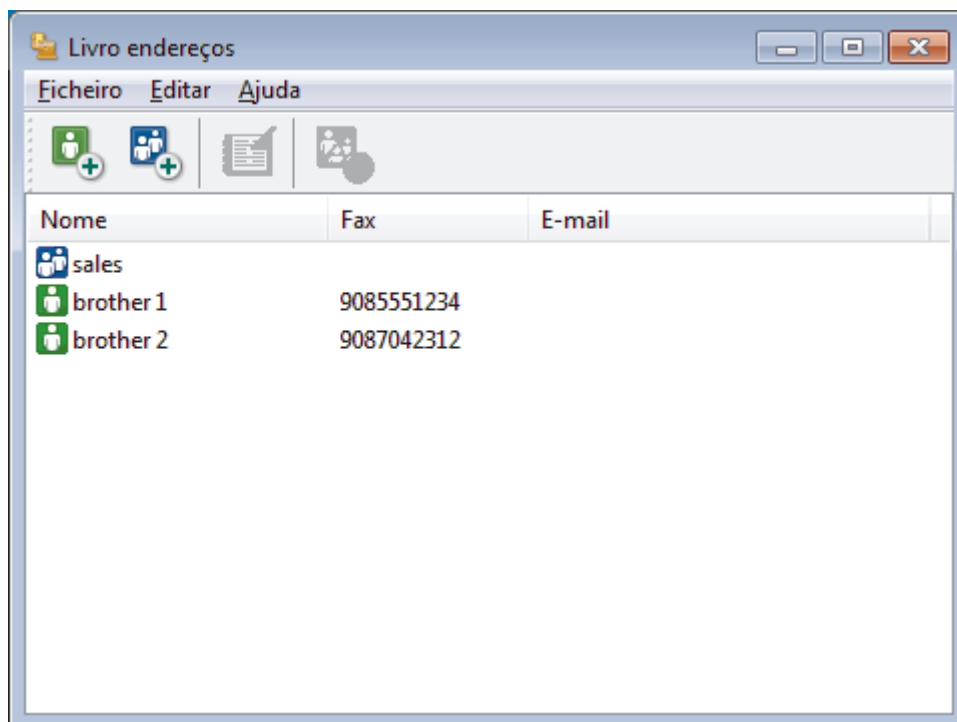 Livro endereços
Ficheiro Editar Ajuda
Nome Fax E-mail
sales
brother 1 9085551234
brother 2 9087042312